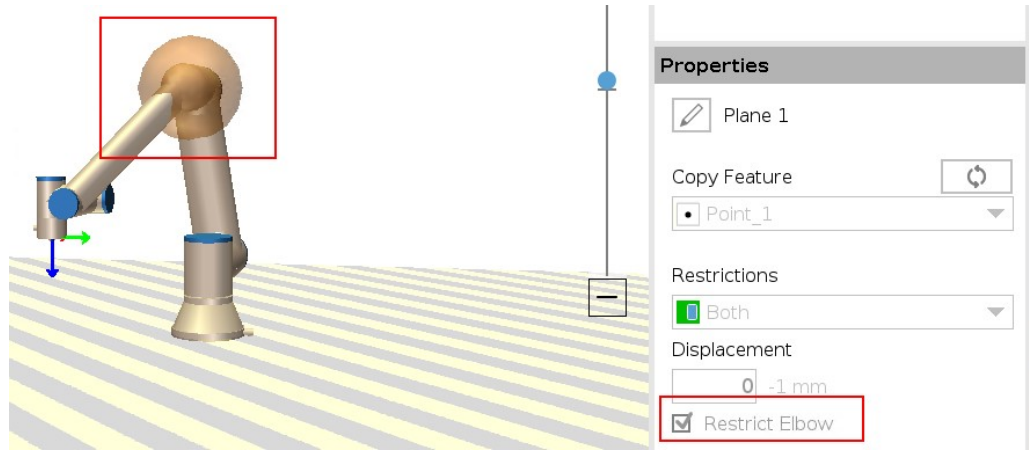 Properties
Plane 1
Copy Feature
Point_1
Restrictions
Both
Displacement
0 -1 mm
Restrict Elbow